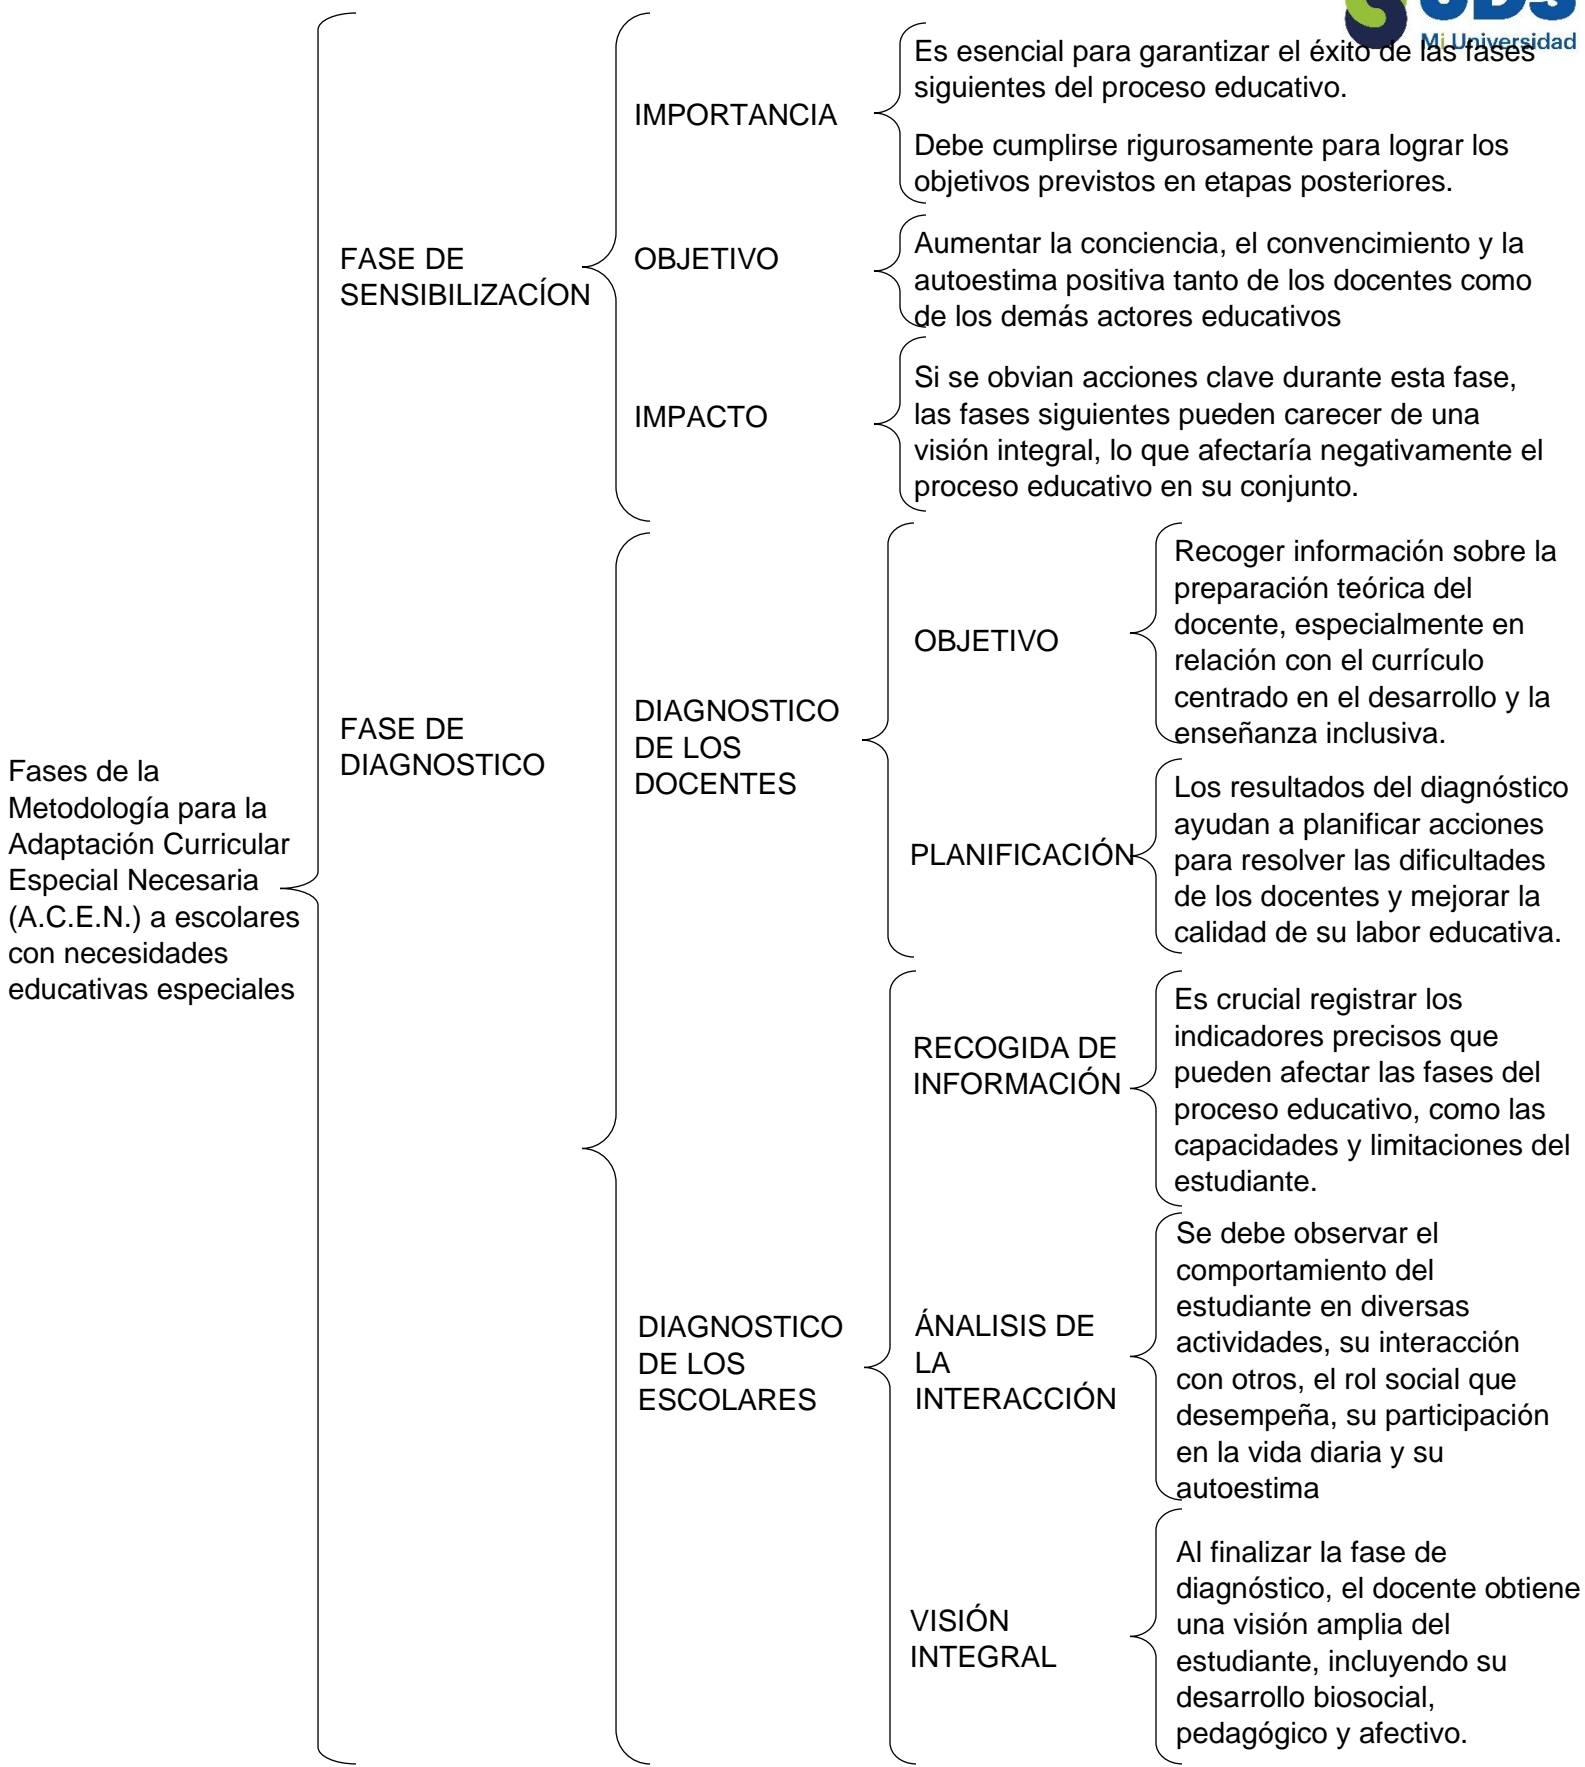 UDS
Mi Universidad
Fases de la
Metodología para la
Adaptación Curricular
Especial Necesaria
(A.C.E.N.) a escolares
con necesidades
educativas especiales
FASE DE
SENSIBILIZACÍON
IMPORTANCIA
Es esencial para garantizar el éxito de las fases
siguientes del proceso educativo.
Debe cumplirse rigurosamente para lograr los
objetivos previstos en etapas posteriores.
OBJETIVO
Aumentar la conciencia, el convencimiento y la
autoestima positiva tanto de los docentes como
de los demás actores educativos
IMPACTO
Si se obvian acciones clave durante esta fase,
las fases siguientes pueden carecer de una
visión integral, lo que afectaría negativamente el
proceso educativo en su conjunto.
FASE DE
DIAGNOSTICO
DIAGNOSTICO
DE LOS
DOCENTES
OBJETIVO
Recoger información sobre la
preparación teórica del
docente, especialmente en
relación con el currículo
centrado en el desarrollo y la
enseñanza inclusiva.
PLANIFICACIÓN
Los resultados del diagnóstico
ayudan a planificar acciones
para resolver las dificultades
de los docentes y mejorar la
calidad de su labor educativa.
DIAGNOSTICO
DE LOS
ESCOLARES
RECOGIDA DE
INFORMACIÓN
Es crucial registrar los
indicadores precisos que
pueden afectar las fases del
proceso educativo, como las
capacidades y limitaciones del
estudiante.
ÁNALISIS DE
LA
INTERACCIÓN
Se debe observar el
comportamiento del
estudiante en diversas
actividades, su interacción
con otros, el rol social que
desempeña, su participación
en la vida diaria y su
autoestima
VISIÓN
INTEGRAL
Al finalizar la fase de
diagnóstico, el docente obtiene
una visión amplia del
estudiante, incluyendo su
desarrollo biosocial,
pedagógico y afectivo.